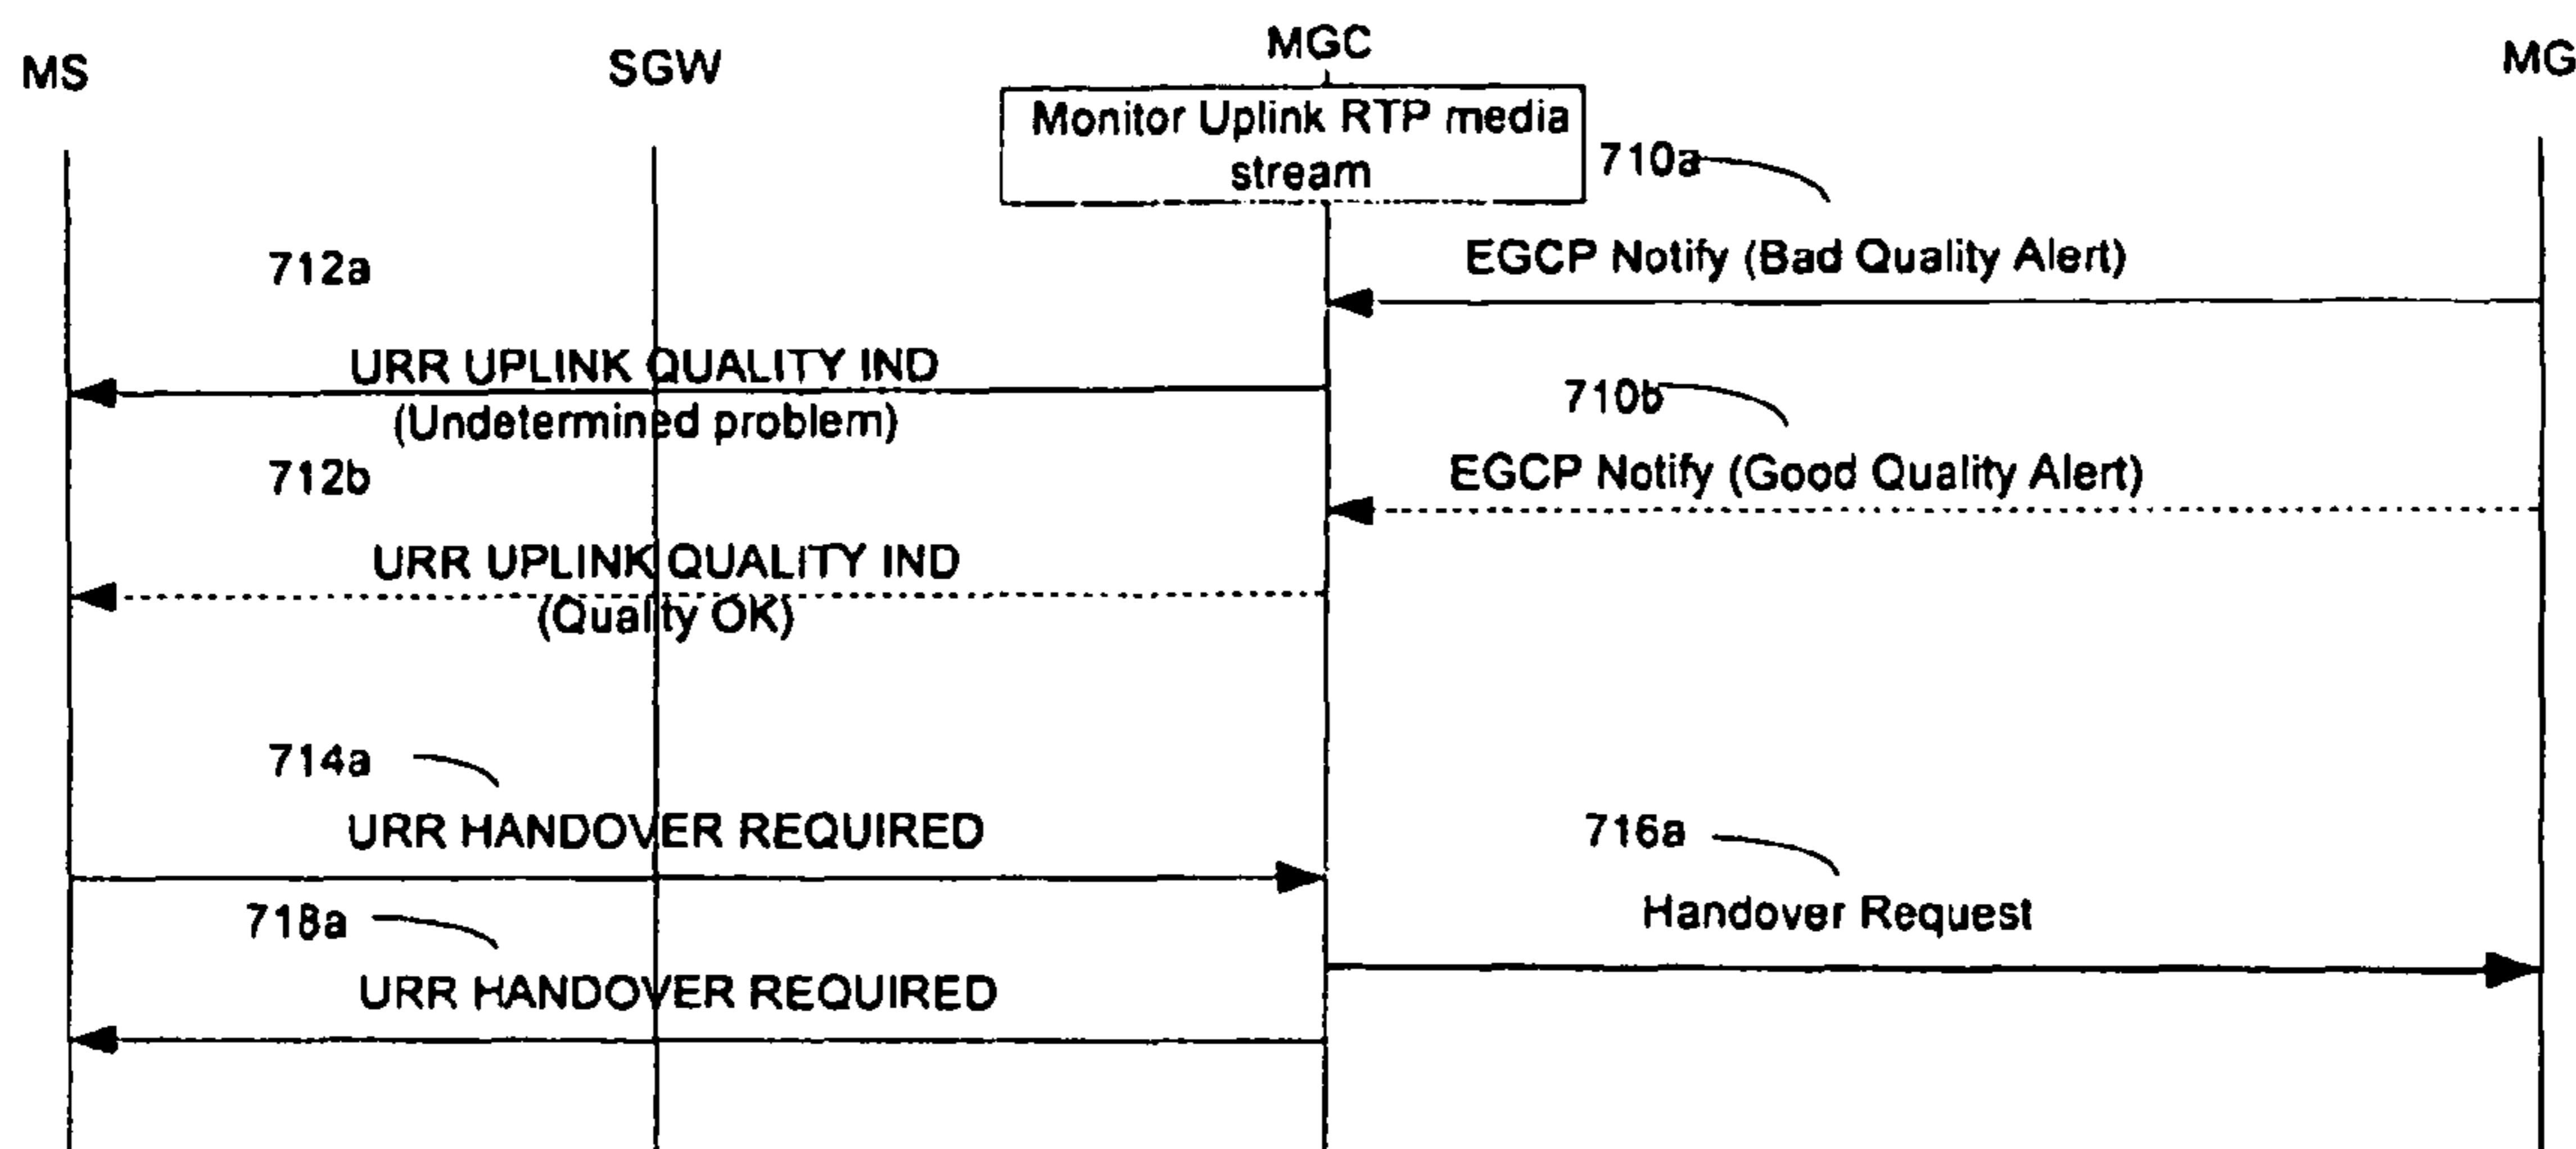 MS
SGW
MGC
MG
Monitor Uplink RTP media
stream
710a
EGCP Notify (Bad Quality Alert)
712a
URR UPLINK QUALITY IND
(Undetermined problem)
710b
EGCP Notify (Good Quality Alert)
712b
URR UPLINK QUALITY IND
(Quality OK)
714a
URR HANDOVER REQUIRED
716a
Handover Request
718a
URR HANDOVER REQUIRED